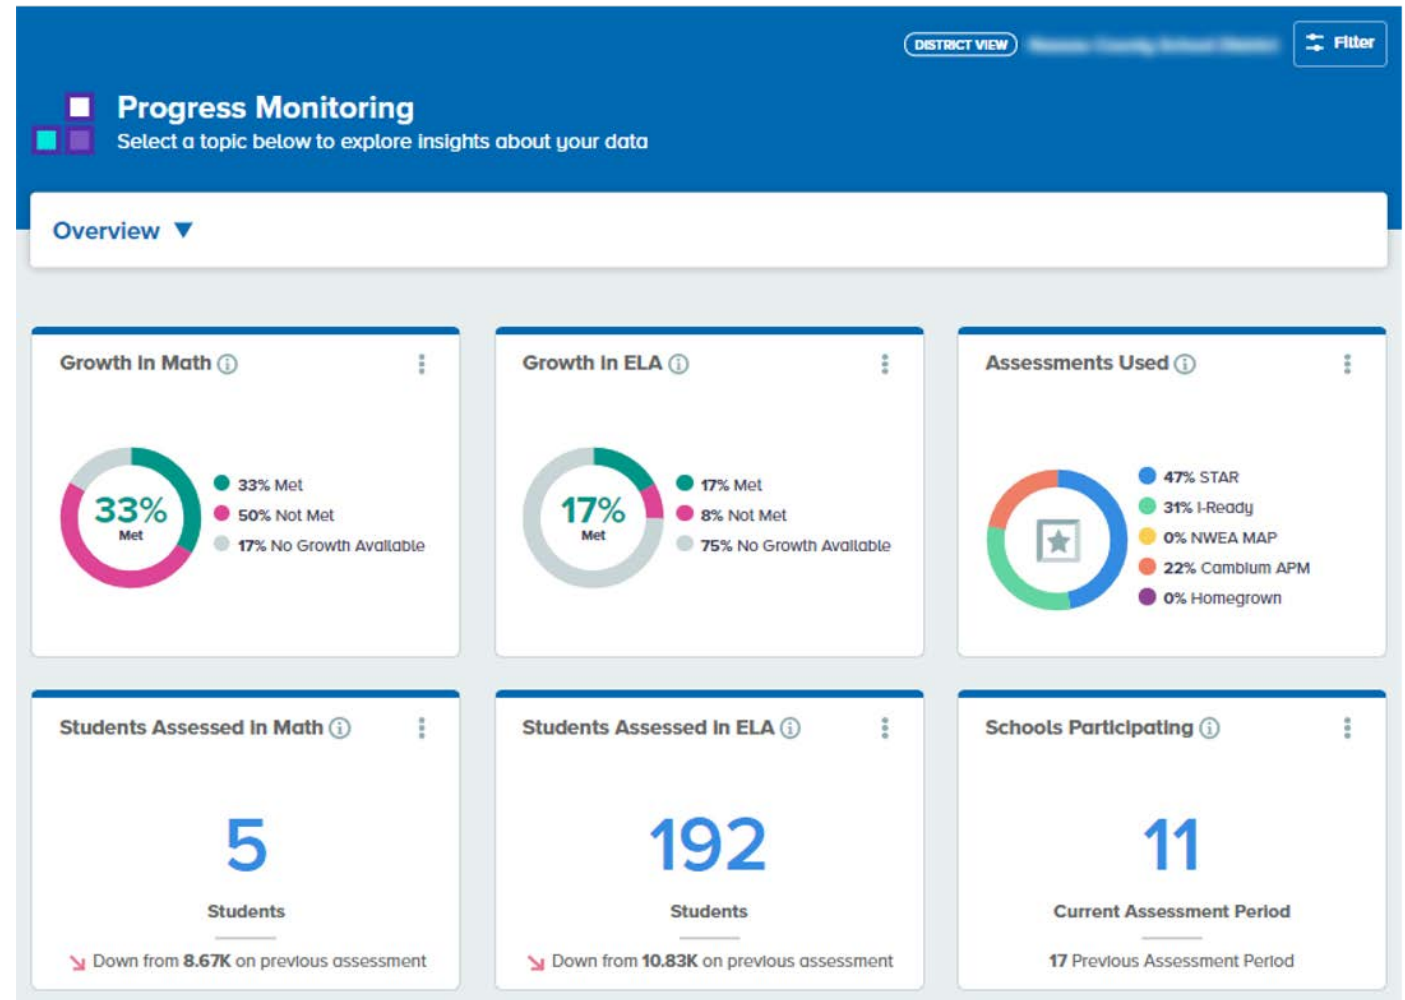 DISTRICT VIEW
Filter
Progress Monitoring
Select a topic below to explore insights about your data
Overview
Growth in Math
33%
Met
33% Met
50% Not Met
17% No Growth Available
Growth in ELA
17%
Met
17% Met
8% Not Met
75% No Growth Available
Assessments Used
47% STAR
31% I-Ready
0% NWEA MAP
22% Cambium APM
0% Homegrown
Students Assessed in Math
5
Students
Down from 8.67K on previous assessment
Students Assessed in ELA
192
Students
Down from 10.83K on previous assessment
Schools Participating
11
Current Assessment Period
17 Previous Assessment Period